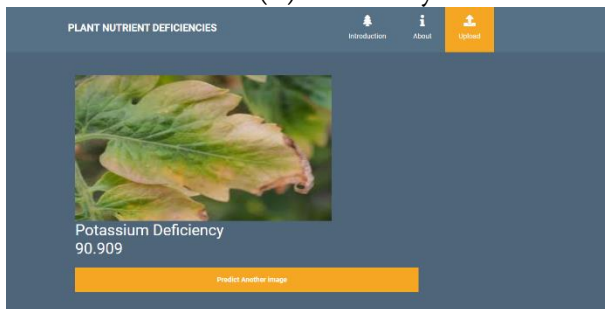 PLANT NUTRIENT DEFICIENCIES
Introduction
About
Upload
Potassium Deficiency
90.909
Predict Another Image